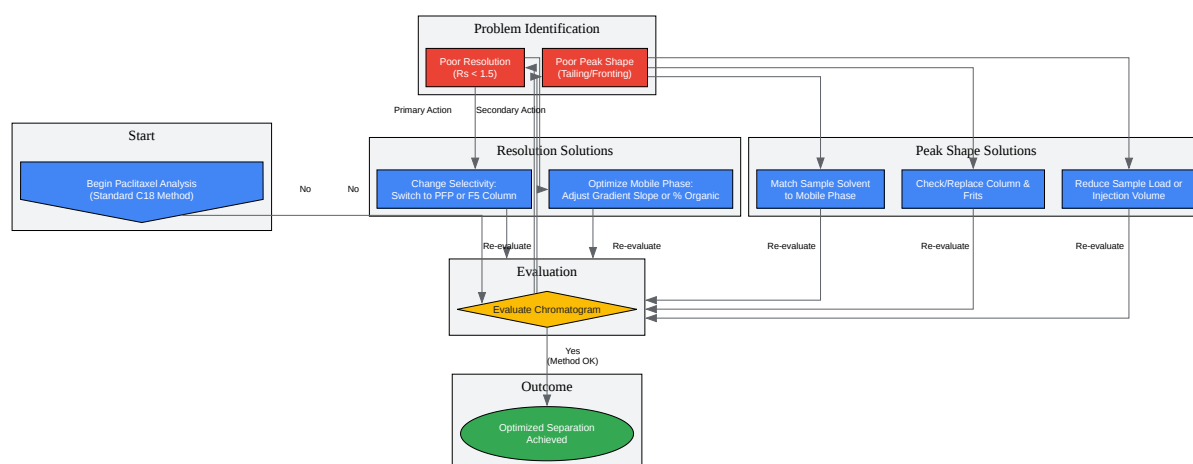 Problem Identification
Poor Resolution
(Rs < 1.5)
Poor Peak Shape
(Tailing/Fronting)
Primary Action
Secondary Action
Start
Begin Paclitaxel Analysis
(Standard C18 Method)
No
No
Resolution Solutions
Change Selectivity:
Switch to PFP or F5 Column
Optimize Mobile Phase:
Adjust Gradient Slope or % Organic
Peak Shape Solutions
Match Sample Solvent
to Mobile Phase
Check/Replace Column &
Frits
Reduce Sample Load or
Injection Volume
Re-evaluate
Re-evaluate
Re-evaluate
Re-evaluate
Re-evaluate
Evaluation
Evaluate Chromatogram
Yes
(Method OK)
Outcome
Optimized Separation
Achieved